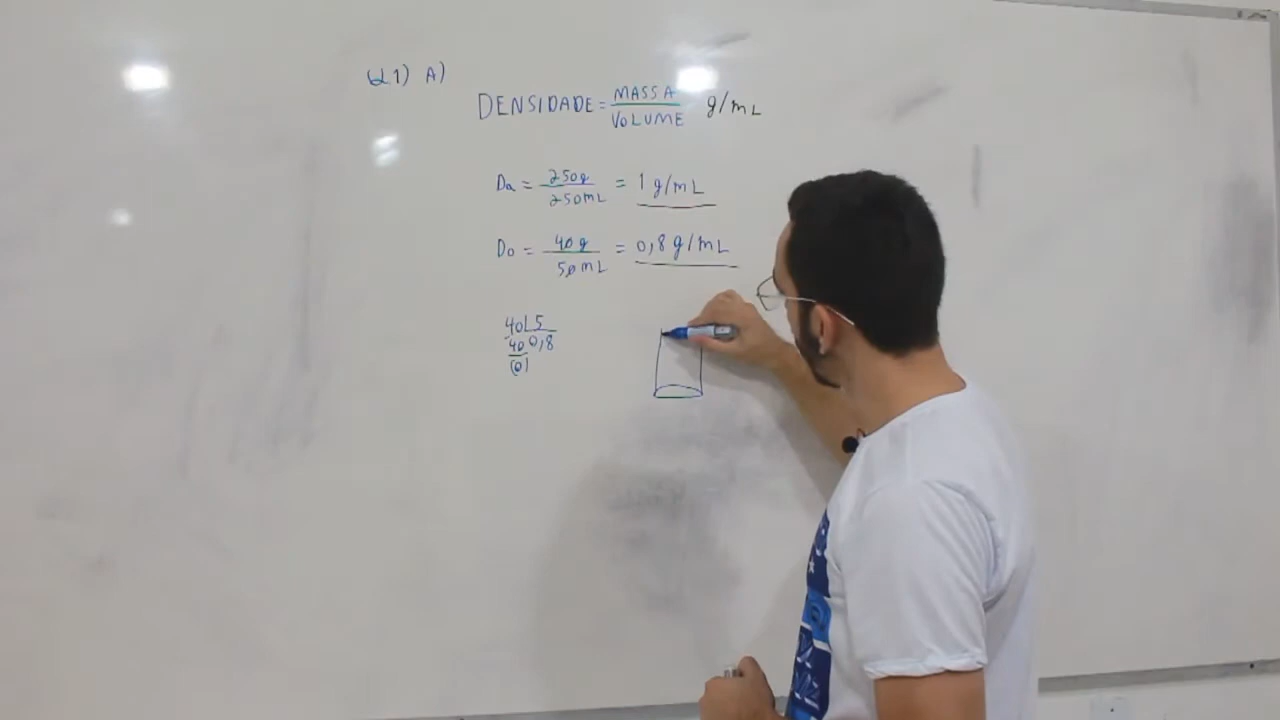 Q1) A)
DENSIDADE = MASSA / VOLUME g/mL
Da = 250g / 250mL = 1 g/mL
Do = 40g / 50mL = 0,8 g/mL
40 5
40 0,8
(0)